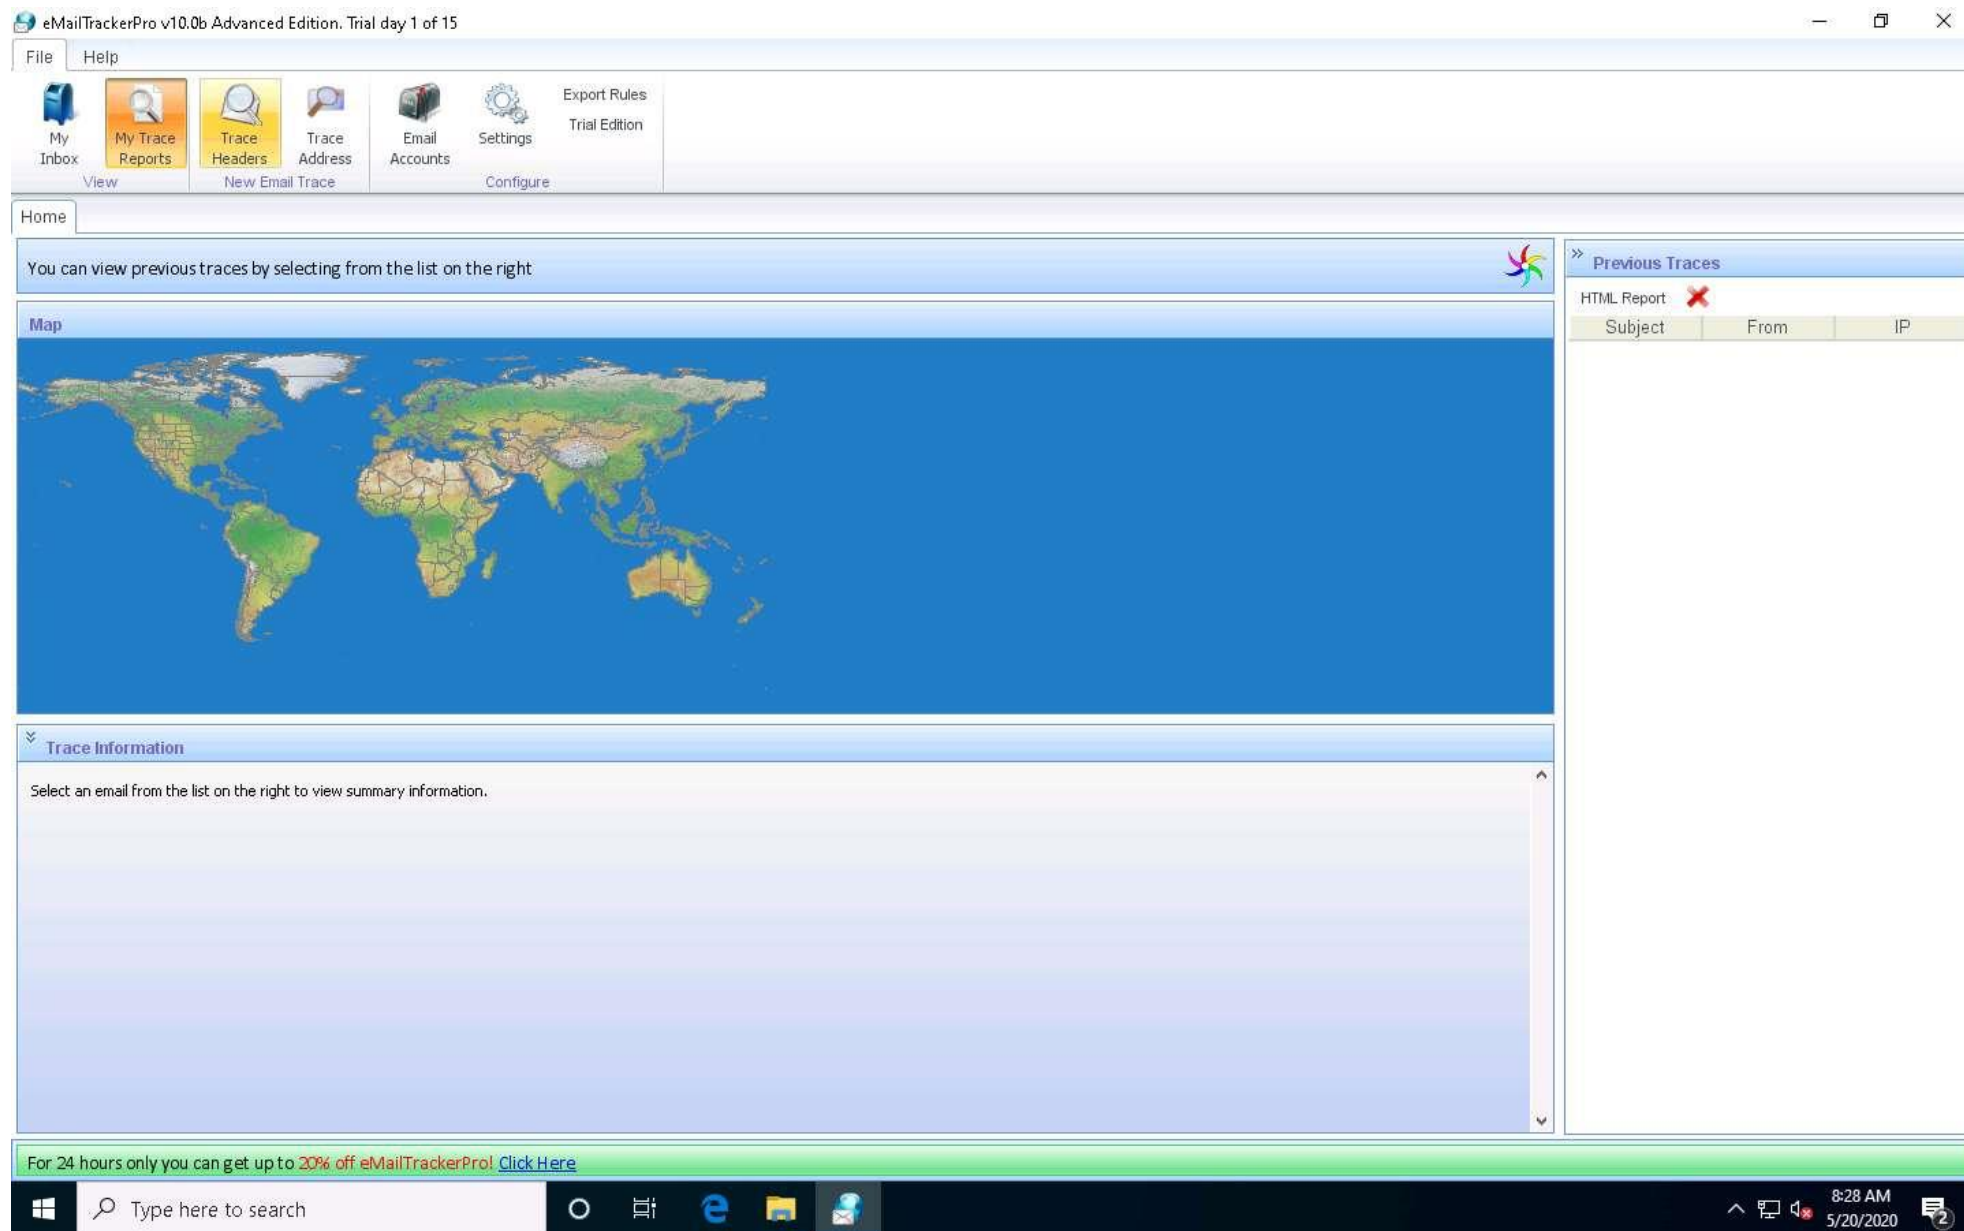 eMailTrackerPro v10.0b Advanced Edition. Trial day 1 of 15
File Help
My Inbox
My Trace Reports
Trace Headers
Trace Address
Email Accounts
Settings
Export Rules
Trial Edition
View
New Email Trace
Configure
Home
You can view previous traces by selecting from the list on the right
Previous Traces
HTML Report
Subject From IP
Map
Trace Information
Select an email from the list on the right to view summary information.
For 24 hours only you can get up to 20% off eMailTrackerPro! Click Here
Type here to search
8:28 AM
5/20/2020
2